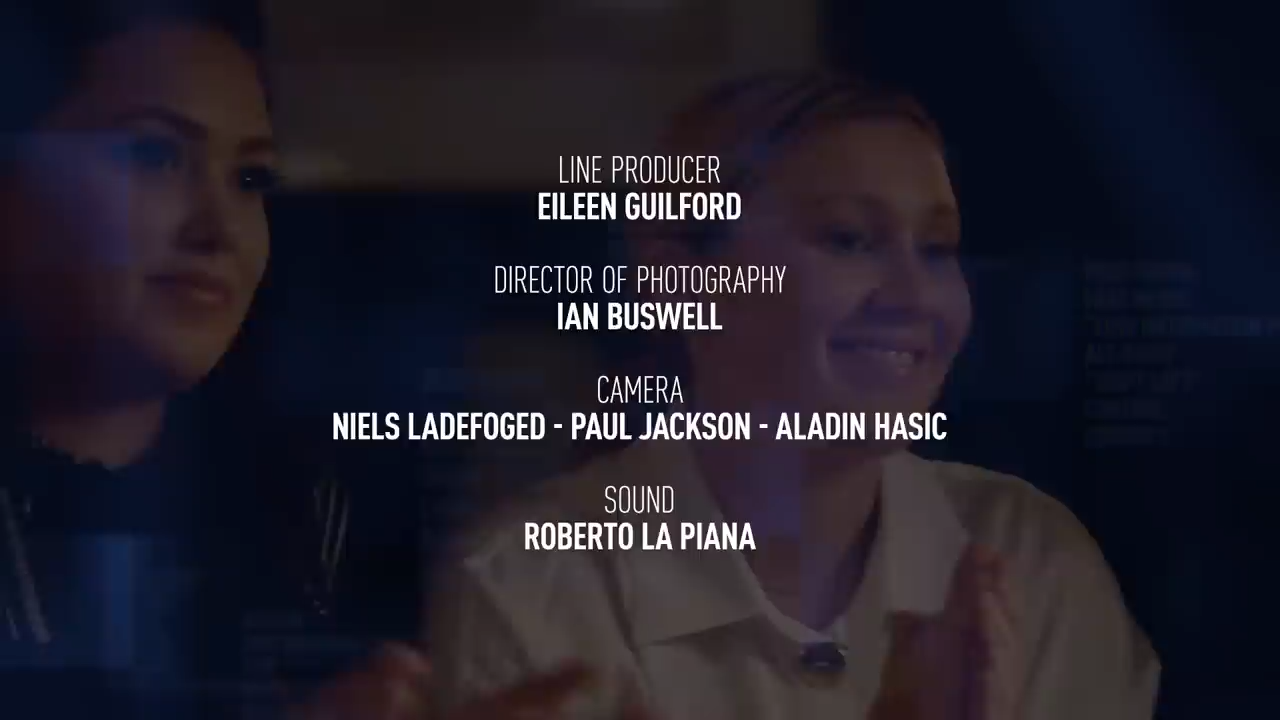 LINE PRODUCER
EILEEN GUILFORD
DIRECTOR OF PHOTOGRAPHY
IAN BUSWELL
CAMERA
NIELS LADEFOGED - PAUL JACKSON - ALADIN HASIC
SOUND
ROBERTO LA PIANA